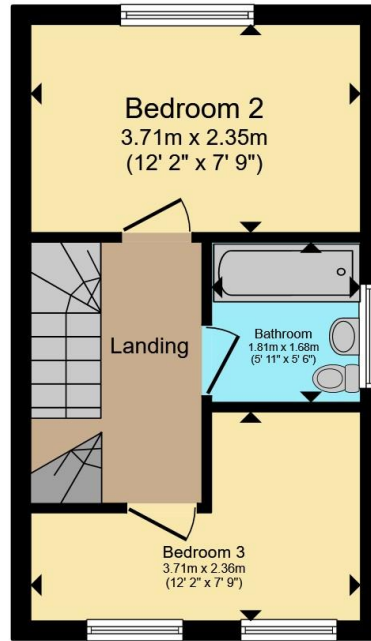 Bedroom 2
3.71m x 2.35m
(12' 2" x 7' 9")
Landing
Bathroom
1.81m x 1.68m
(5' 11" x 5' 6")
Bedroom 3
3.71m x 2.36m
(12' 2" x 7' 9")